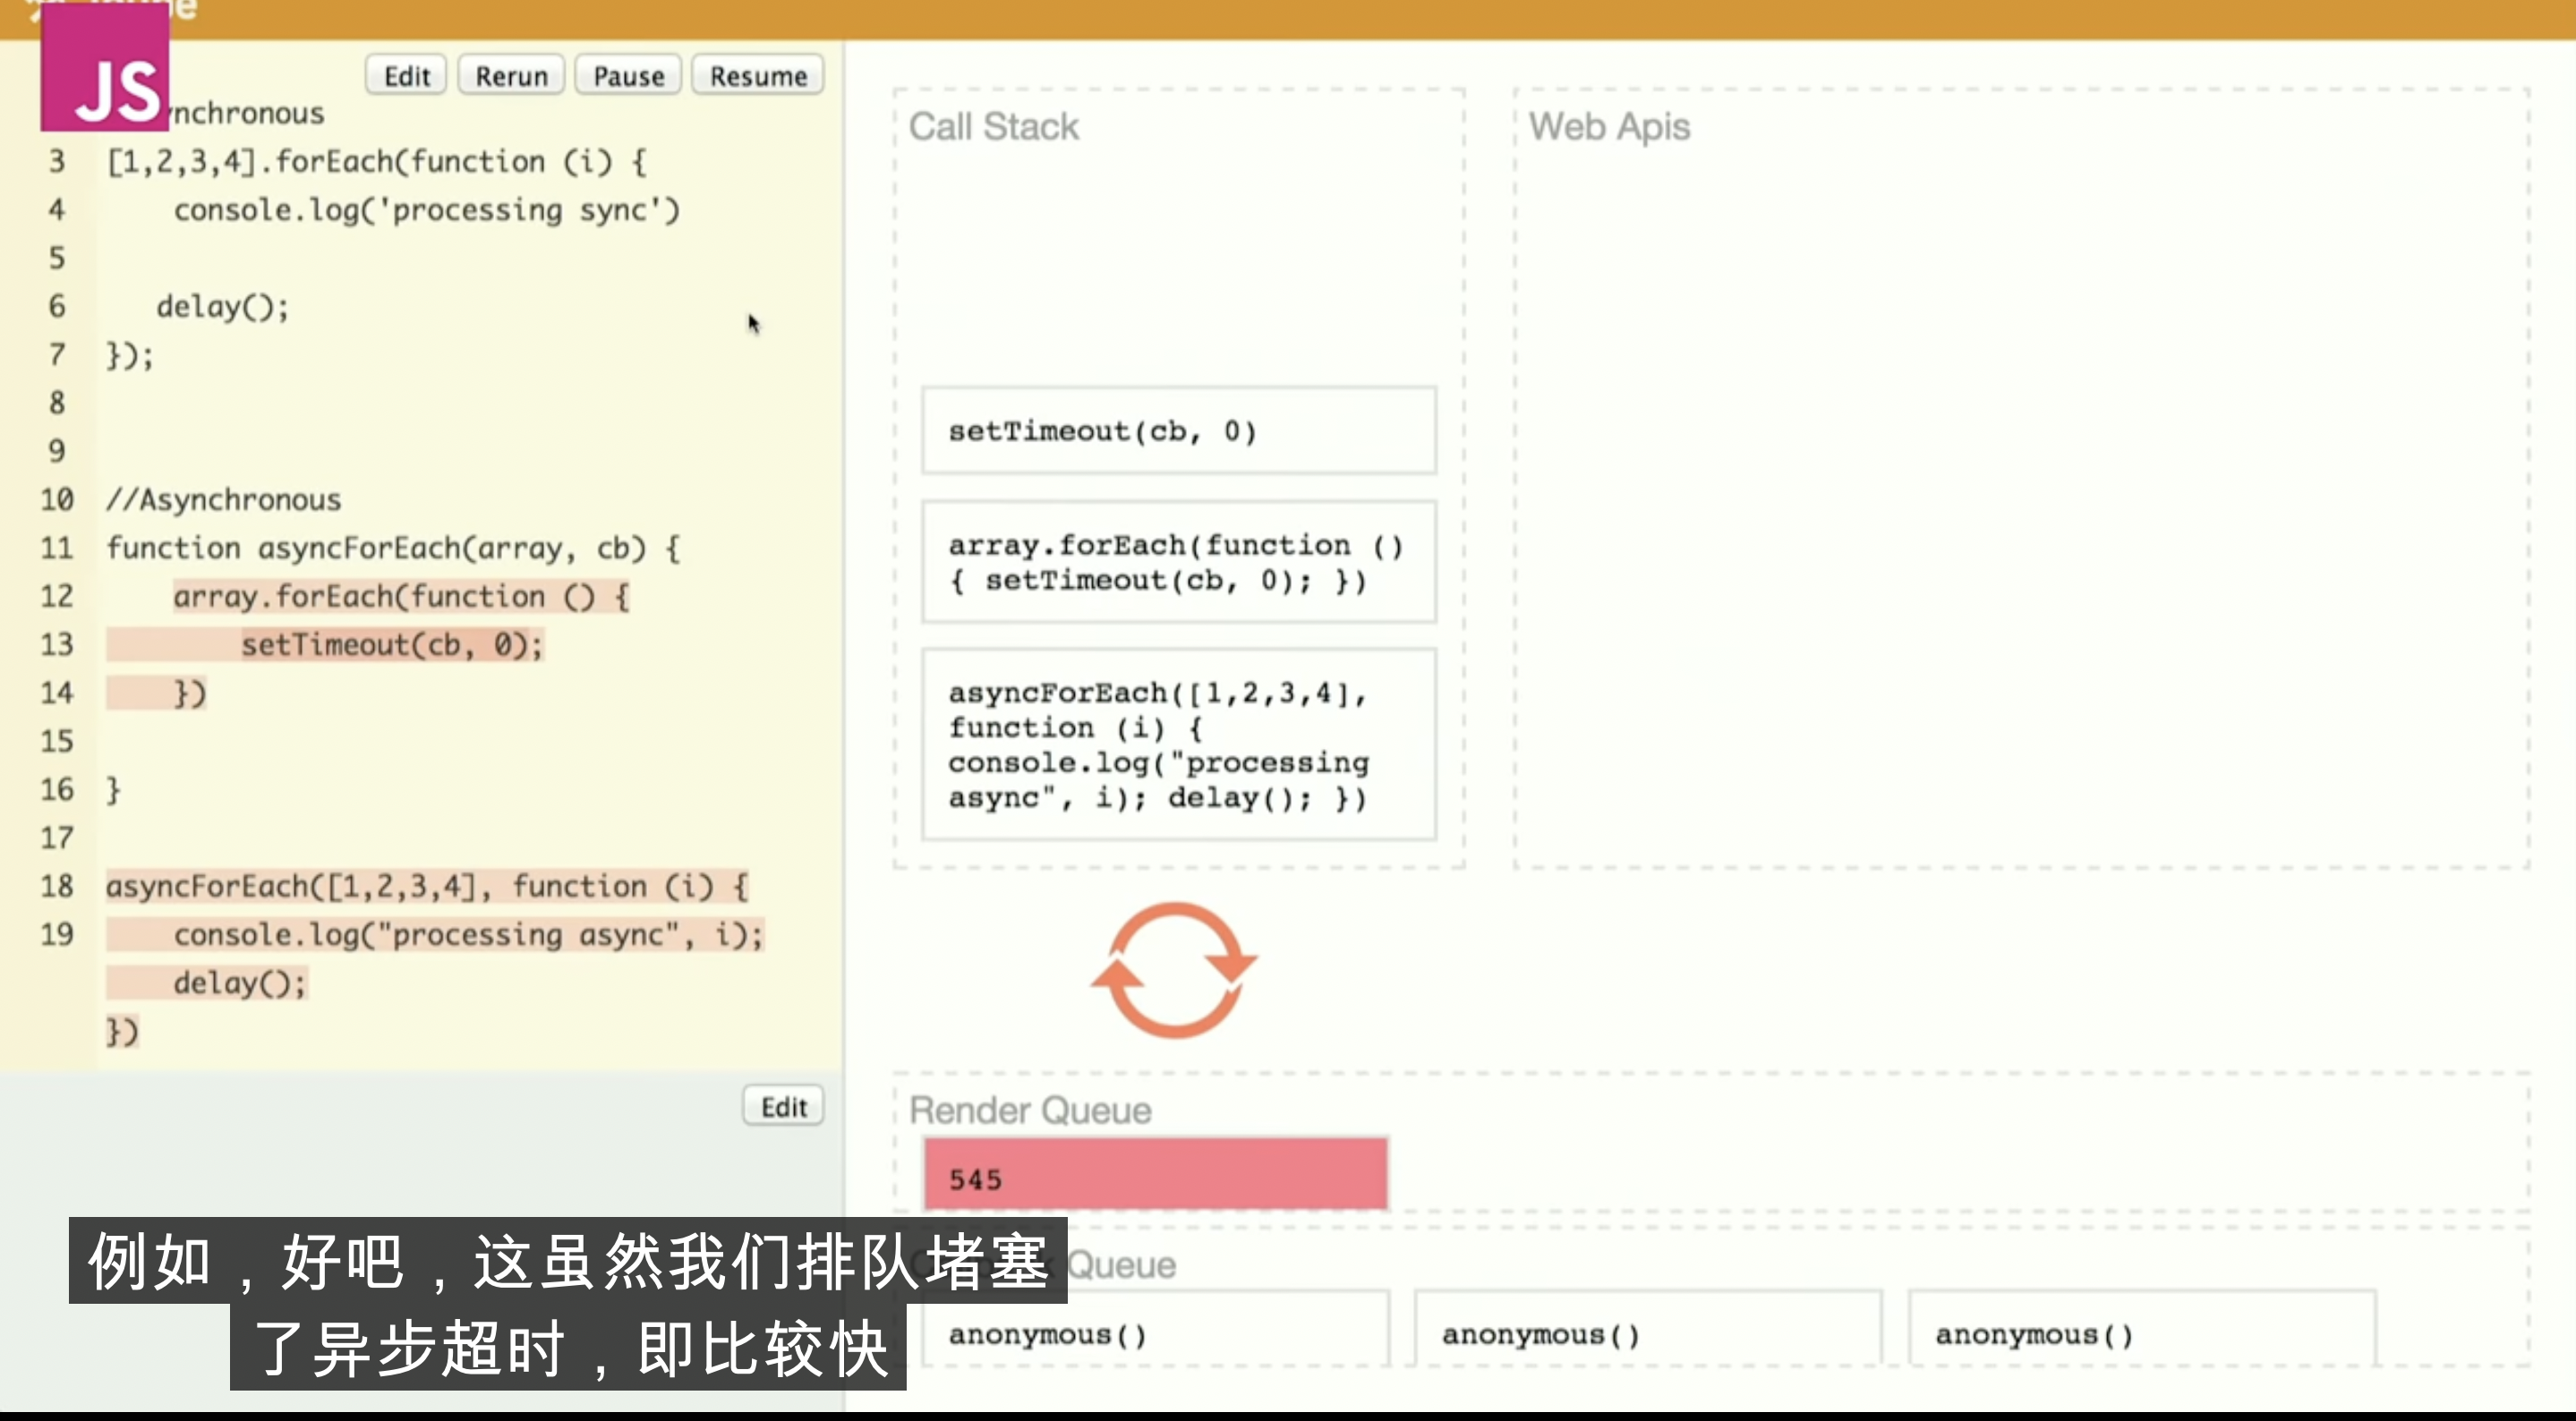 JS
Edit Rerun Pause Resume
nchronous
3 [1,2,3,4].forEach(function (i) {
4 console.log('processing sync')
5
6 delay();
7 });
8
9
10 //Asynchronous
11 function asyncForEach(array, cb) {
12 array.forEach(function () {
13 setTimeout(cb, 0);
14 })
15
16 }
17
18 asyncForEach([1,2,3,4], function (i) {
19 console.log("processing async", i);
delay();
})
Edit
Call Stack
setTimeout(cb, 0)
array.forEach(function ()
{ setTimeout(cb, 0); })
asyncForEach([1,2,3,4],
function (i) {
console.log("processing
async", i); delay(); })
Web Apis
Render Queue
545
Queue
anonymous() anonymous() anonymous()
例如，好吧，这虽然我们排队堵塞
了异步超时，即比较快